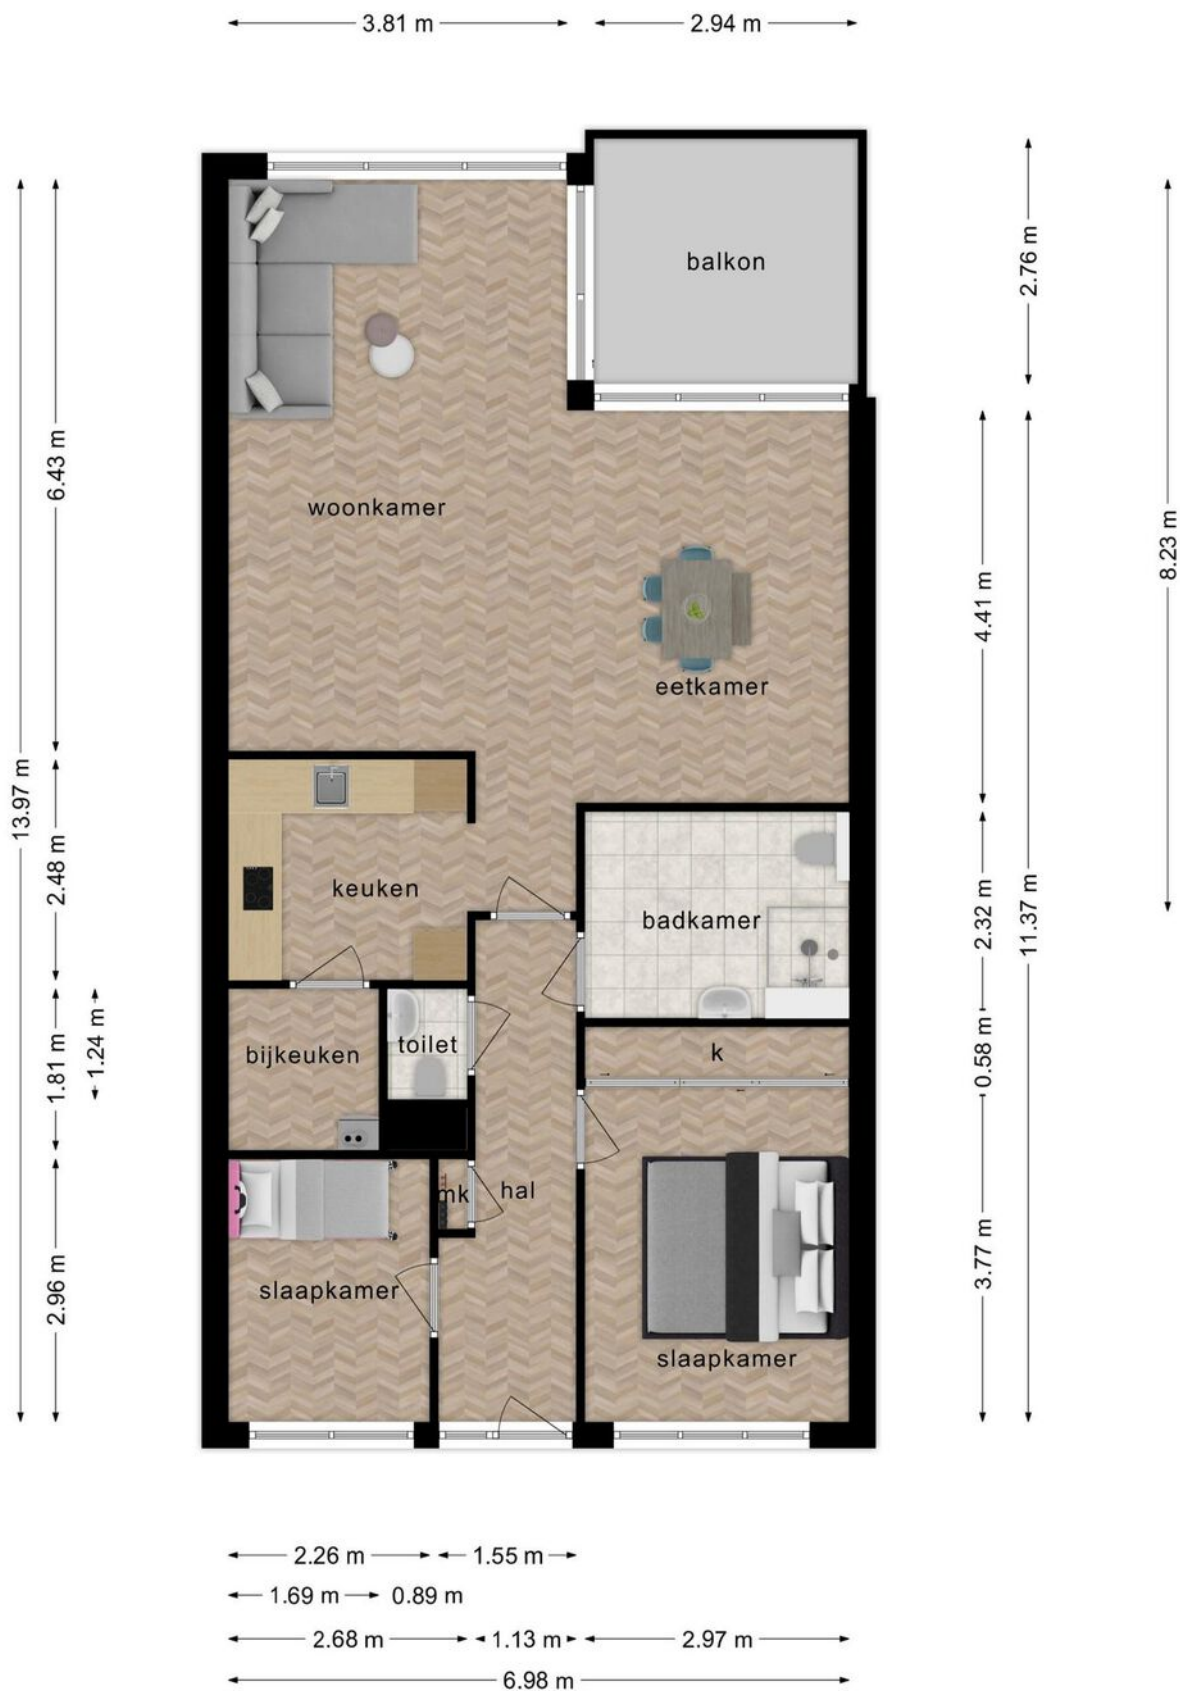 3.81 m
2.94 m
balkon
2.76 m
6.43 m
woonkamer
8.23 m
4.41 m
eetkamer
13.97 m
2.48 m
keuken
badkamer
2.32 m
11.37 m
1.81 m
1.24 m
bijkeuken
toilet
k
0.58 m
mk
hal
2.96 m
slaapkamer
3.77 m
slaapkamer
2.26 m
1.55 m
1.69 m
0.89 m
2.68 m
1.13 m
2.97 m
6.98 m